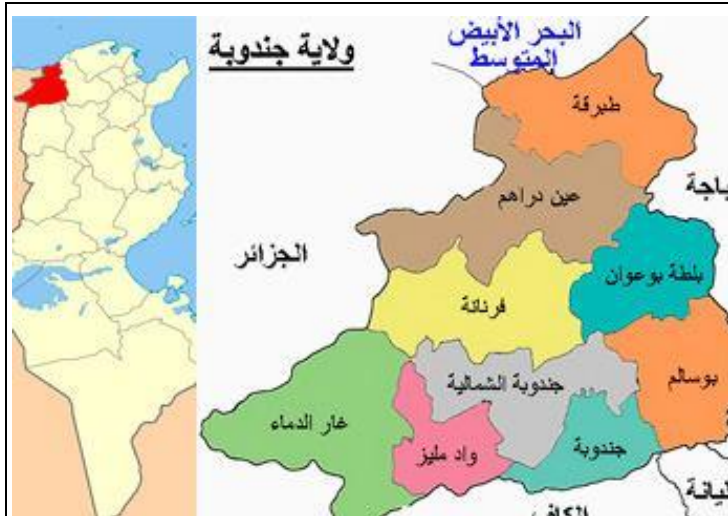 ولاية جندوبة
البحر الأبيض
المتوسط
طبرقة
عين دراهم
الجزائر
بلطة بوعوان
فرنانة
بوسالم
جندوبة الشمالية
غار الدماء
واد مليز
جندوبة